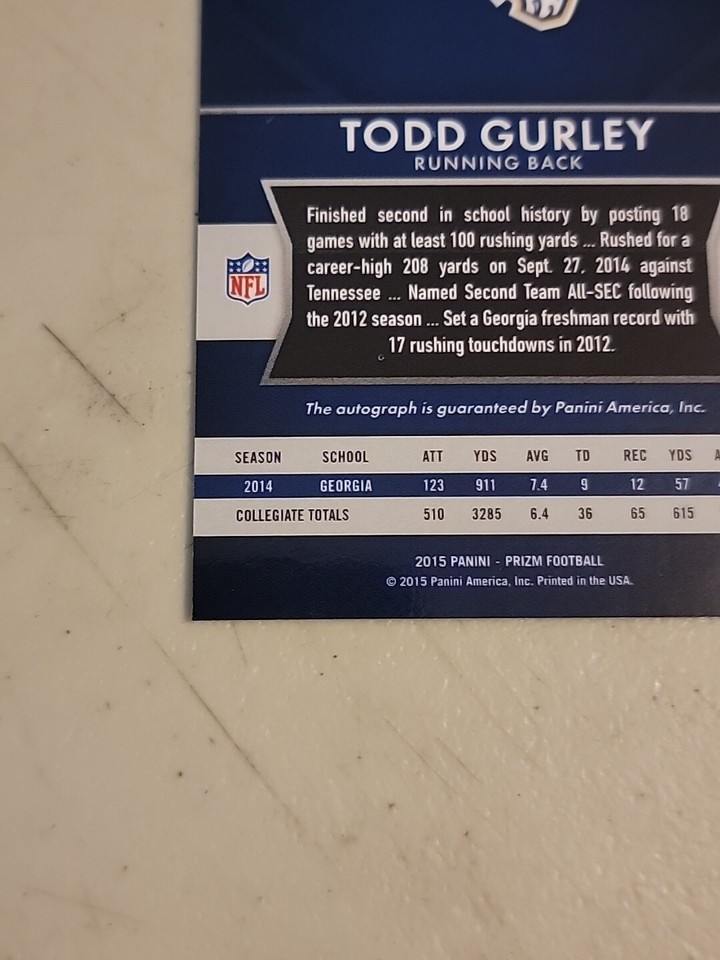 TODD GURLEY
RUNNING BACK
Finished second in school history by posting 18
games with at least 100 rushing yards ... Rushed for a
career-high 208 yards on Sept. 27, 2014 against
Tennessee ... Named Second Team All-SEC following
the 2012 season ... Set a Georgia freshman record with
17 rushing touchdowns in 2012.
NFL
The autograph is guaranteed by Panini America, Inc.
SEASON SCHOOL ATT YDS AVG TD REC YDS
2014 GEORGIA 123 911 7.4 9 12 57
COLLEGIATE TOTALS 510 3285 6.4 36 65 615
2015 PANINI - PRIZM FOOTBALL
© 2015 Panini America, Inc. Printed in the USA.